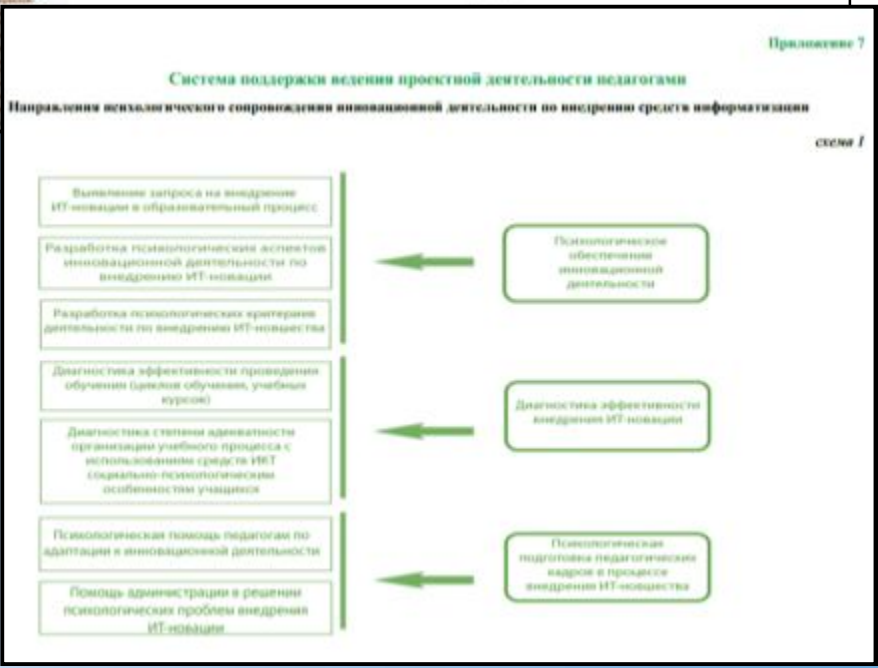 Приложение 7
Система поддержки ведения проектной деятельности педагогами
Направления психологического сопровождения инновационной деятельности по внедрению средств информатизации
схема 1
Выявление запроса на внедрение
ИТ-новации в образовательный процесс
Разработка психологических аспектов
инновационной деятельности по
внедрению ИТ-новации
Разработка психологических критериев
деятельности по внедрению ИТ-новшества
Психологическое
обеспечение
инновационной
деятельности
Диагностика эффективности проведения
обучения (циклов обучения, учебных
курсов)
Диагностика степени адекватности
организации учебного процесса с
использованием средств ИКТ
социально-психологическим
особенностям учащихся
Диагностика эффективности
внедрения ИТ-новации
Психологическая помощь педагогам по
адаптации к инновационной деятельности
Помощь администрации в решении
психологических проблем внедрения
ИТ-новации
Психологическая
подготовка педагогических
кадров в процессе
внедрения ИТ-новшества